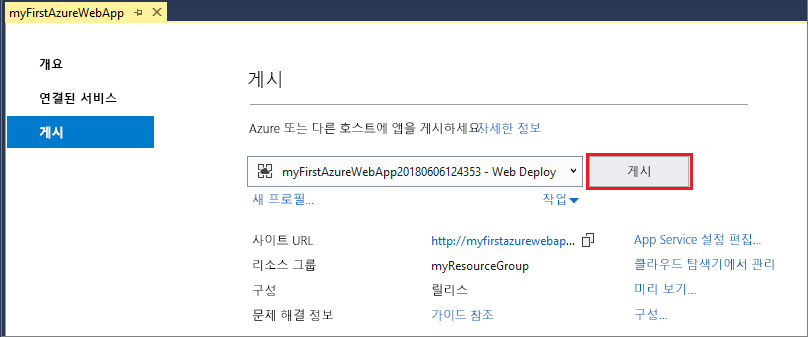 myFirstAzureWebApp
개요
연결된 서비스
게시
게시
Azure 또는 다른 호스트에 앱을 게시하세요 자세한 정보
myFirstAzureWebApp20180606124353 - Web Deploy
게시
새 프로필...
작업
사이트 URL http://myfirstazurewebap... App Service 설정 편집...
리소스 그룹 myResourceGroup 클라우드 탐색기에서 관리
구성 릴리스 미리 보기...
문제 해결 정보 가이드 참조 구성...